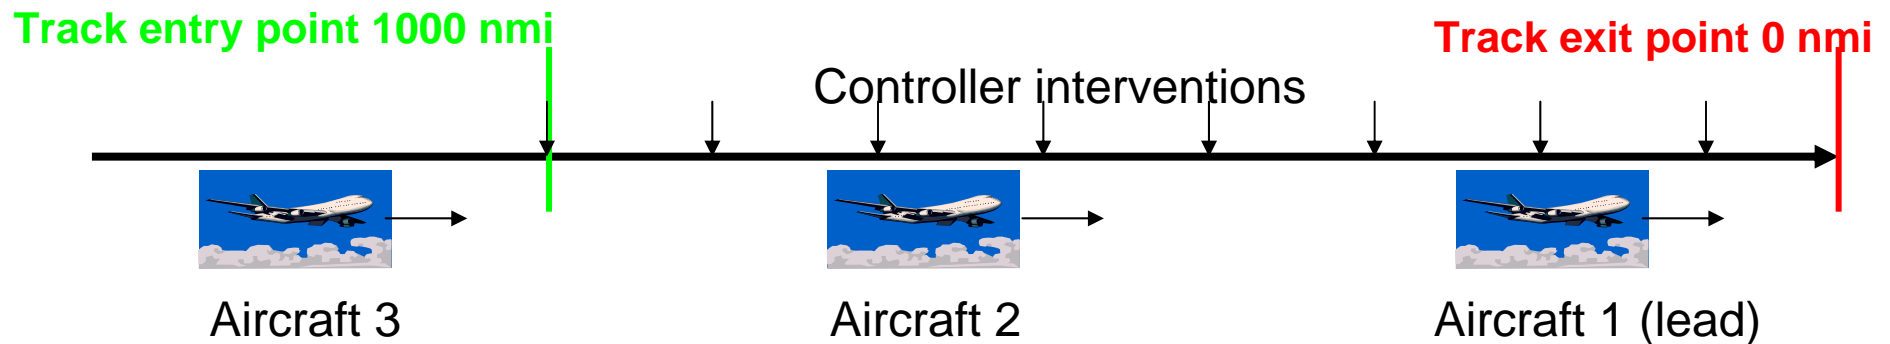 Track entry point 1000 nmi
Track exit point 0 nmi
Controller interventions
Aircraft 3
Aircraft 2
Aircraft 1 (lead)